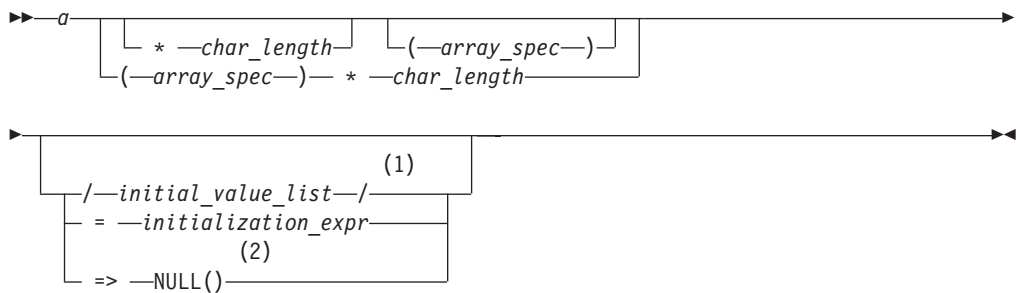 a
* char_length (array_spec)
(array_spec) * char_length
(1)
/ initial_value_list /
= initialization_expr
(2)
=> NULL()